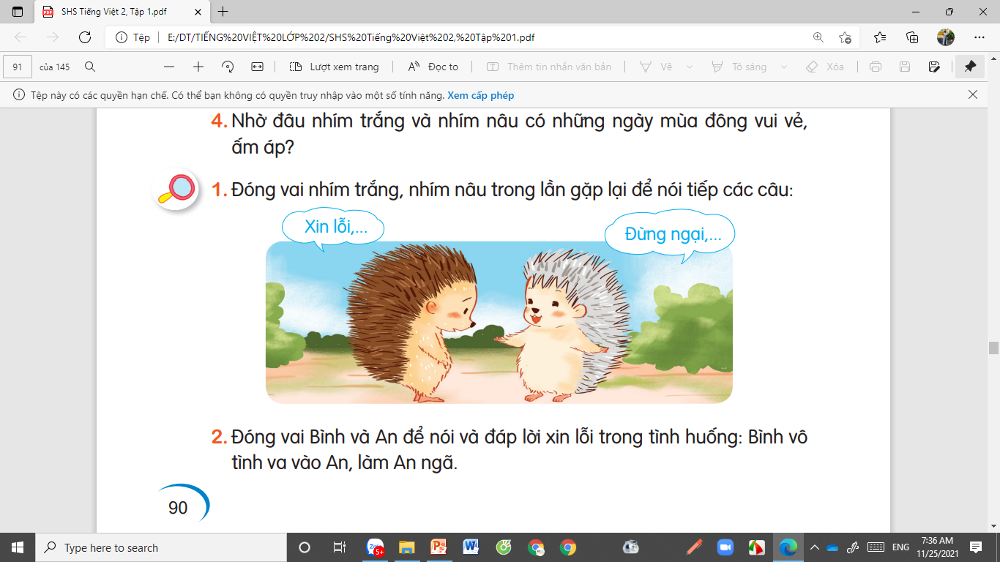 SHS Tiếng Việt 2, Tập 1.pdf
Tệp
E:/DT/TIẾNG%20VIỆT%20LỚP%202/SHS%20Tiếng%20Việt%202,%20Tập%201.pdf
91 của 145 Lượt xem trang Đọc to Thêm tin nhắn văn bản Vẽ Tô sáng Xóa
Tệp này có các quyền hạn chế. Có thể bạn không có quyền truy nhập vào một số tính năng. Xem cấp phép
4. Nhờ đâu nhím trắng và nhím nâu có những ngày mùa đông vui vẻ,
ấm áp?
1. Đóng vai nhím trắng, nhím nâu trong lần gặp lại để nói tiếp các câu:
Xin lỗi,...
Đừng ngại,...
2. Đóng vai Bình và An để nói và đáp lời xin lỗi trong tình huống: Bình vô
tình va vào An, làm An ngã.
90
Type here to search
5+
ENG
7:36 AM
11/25/2021